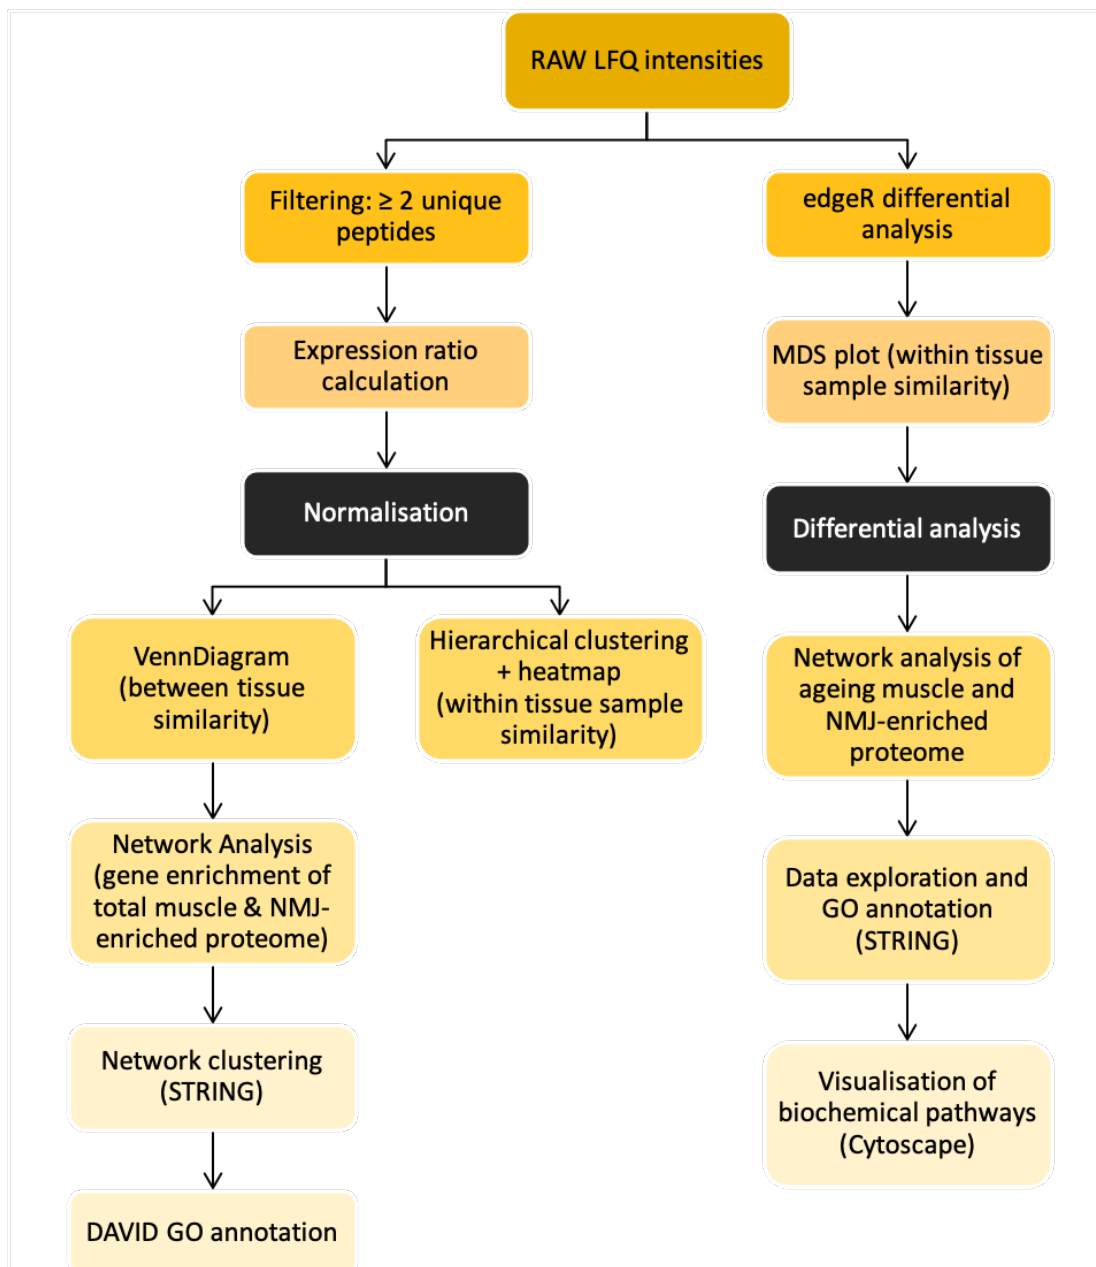 RAW LFQ intensities
Filtering: ≥ 2 unique
peptides
edgeR differential
analysis
Expression ratio
calculation
MDS plot (within tissue
sample similarity)
Normalisation
Differential analysis
VennDiagram
(between tissue
similarity)
Hierarchical clustering
+ heatmap
(within tissue sample
similarity)
Network analysis of
ageing muscle and
NMJ-enriched
proteome
Network Analysis
(gene enrichment of
total muscle & NMJ-
enriched proteome)
Data exploration and
GO annotation
(STRING)
Network clustering
(STRING)
Visualisation of
biochemical pathways
(Cytoscape)
DAVID GO annotation